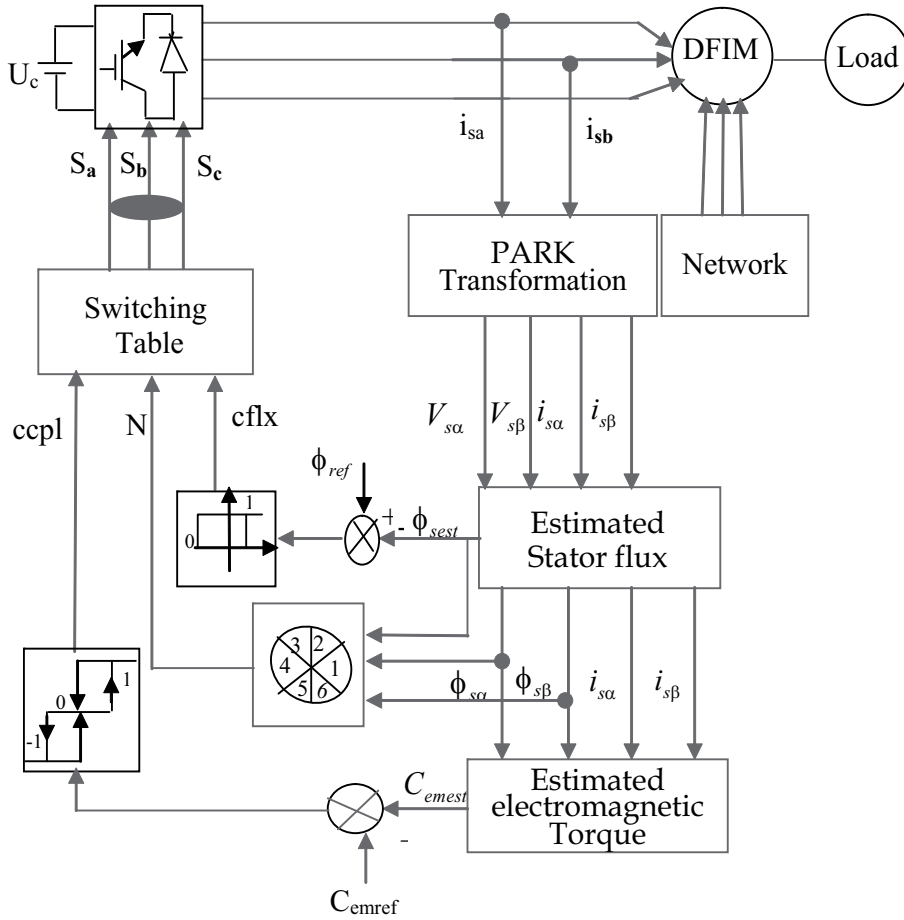 DFIM
Load
U_c
i_sa
i_sb
S_a
S_b
S_c
PARK
Transformation
Network
Switching
Table
ccpl
N
cflx
V_sα
V_sβ
i_sα
i_sβ
ϕ_ref
1
0
+
- ϕ_sest
Estimated
Stator flux
3 2
4 1
5 6
ϕ_sα
ϕ_sβ
i_sα
i_sβ
1
0
-1
C_emest
-
Estimated
electromagnetic
Torque
C_emref